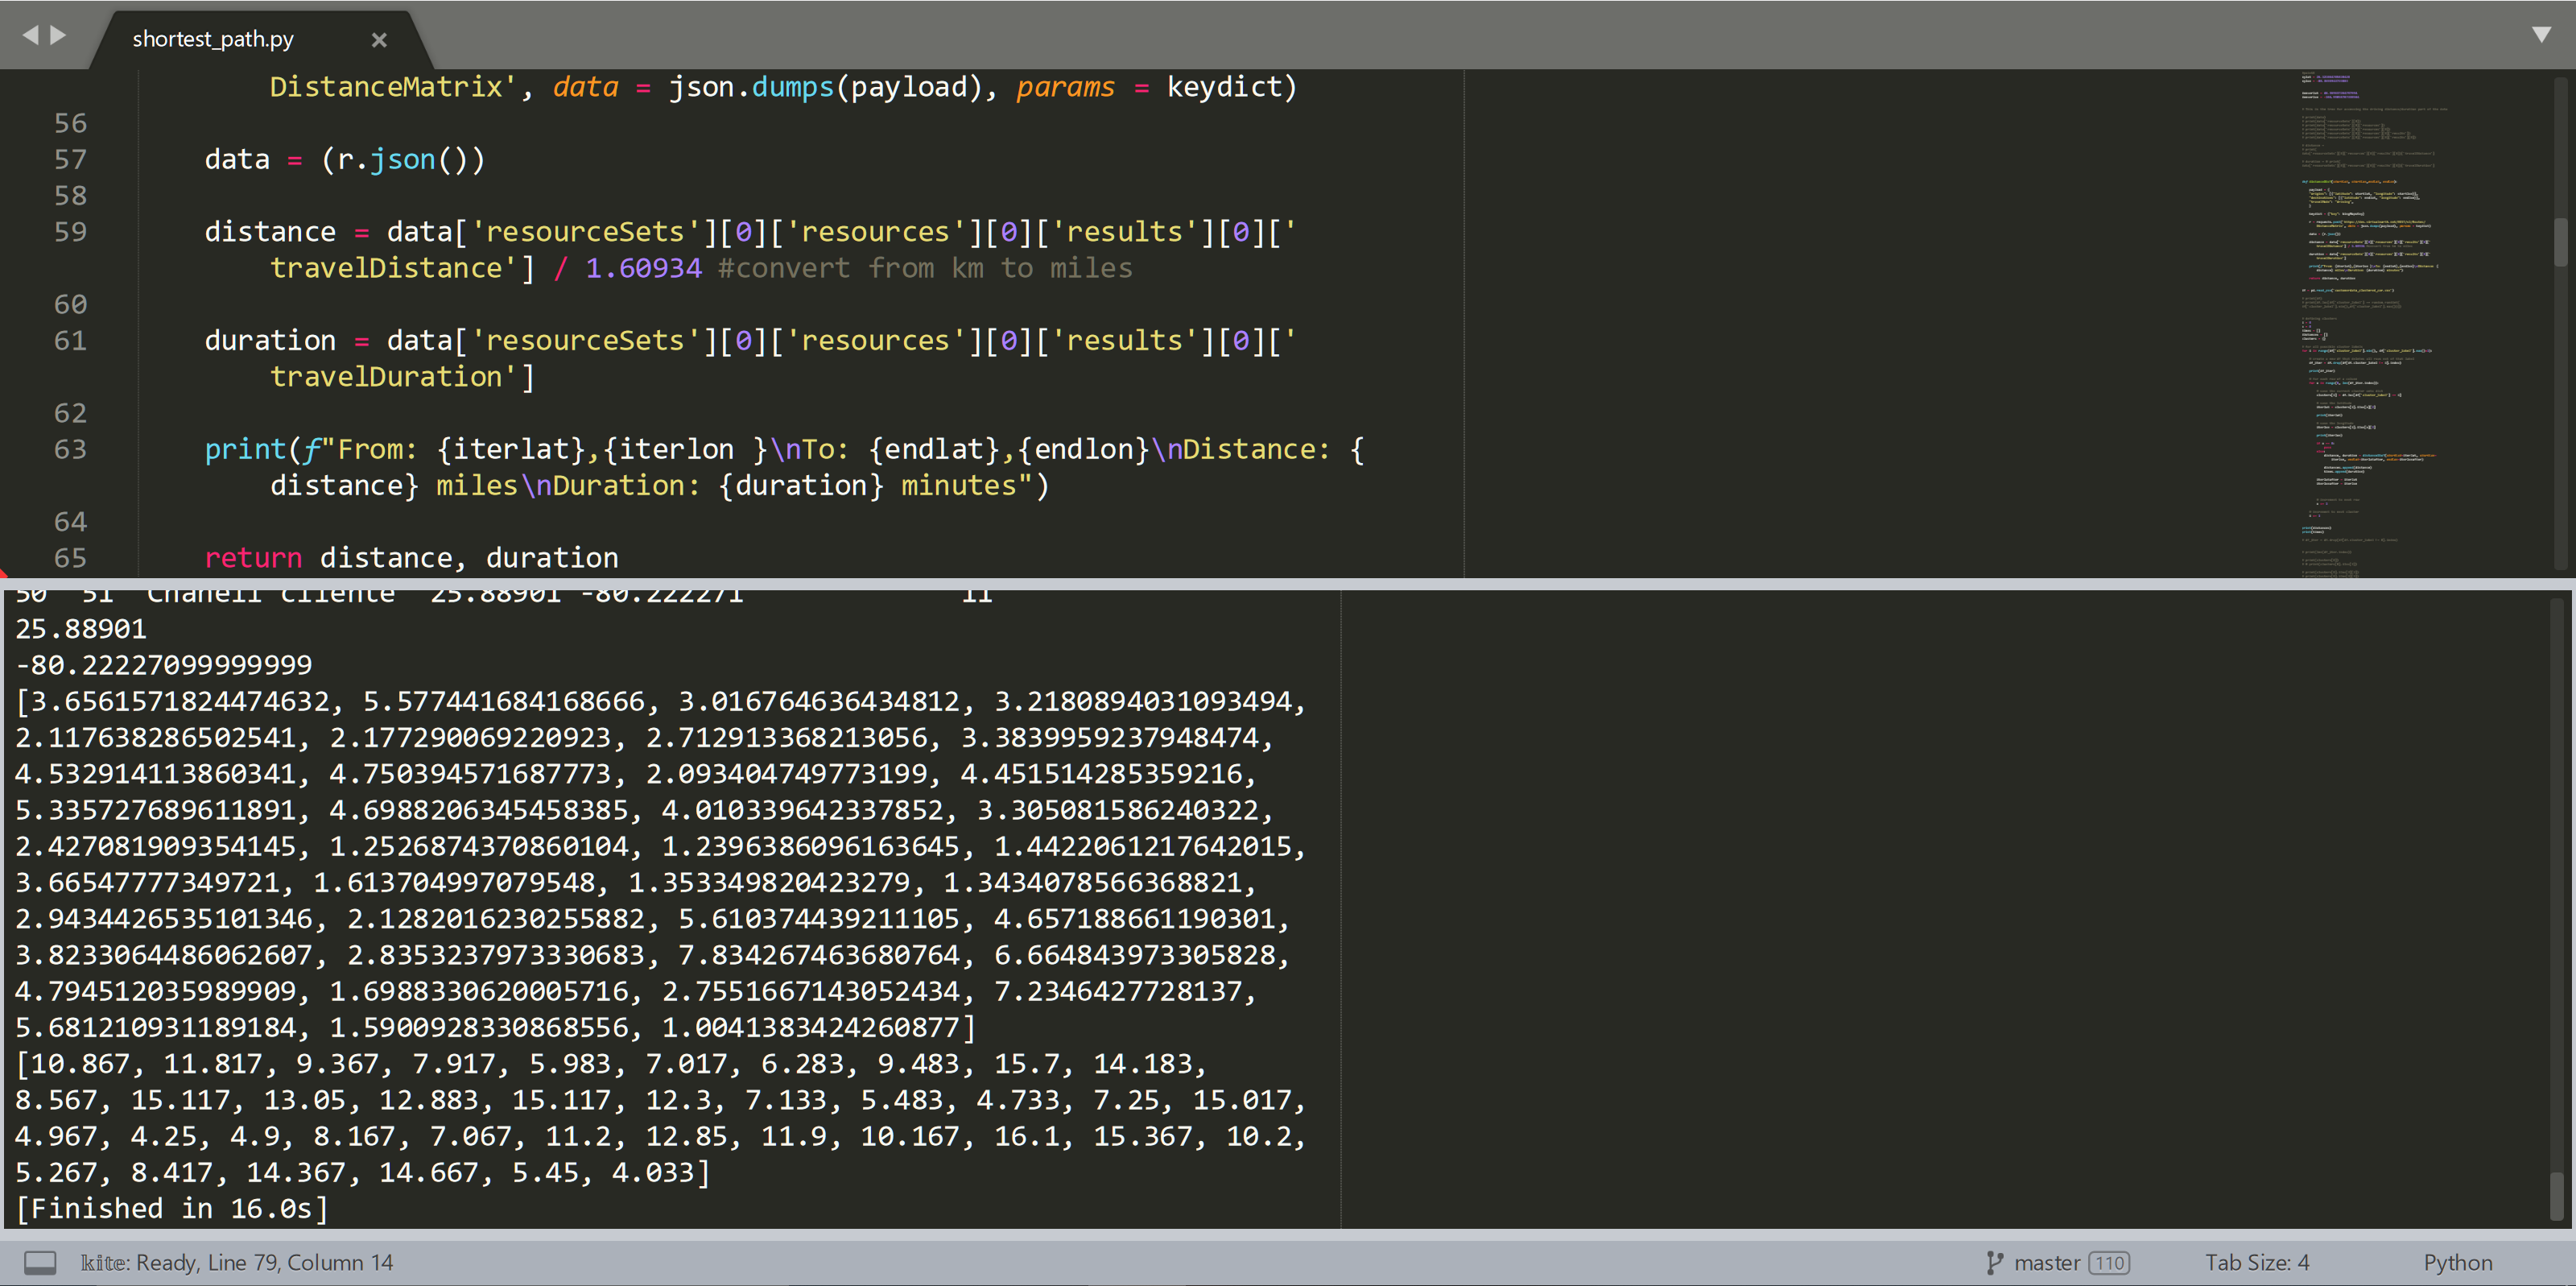 shortest_path.py ×
DistanceMatrix', data = json.dumps(payload), params = keydict)
56
57 data = (r.json())
58
59 distance = data['resourceSets'][0]['resources'][0]['results'][0]['
travelDistance'] / 1.60934 #convert from km to miles
60
61 duration = data['resourceSets'][0]['resources'][0]['results'][0]['
travelDuration']
62
63 print(f"From: {iterlat},{iterlon }\nTo: {endlat},{endlon}\nDistance: {
distance} miles\nDuration: {duration} minutes")
64
65 return distance, duration
50 51 Chanell cliente 25.88901 -80.222271 11
25.88901
-80.22227099999999
[3.6561571824474632, 5.577441684168666, 3.016764636434812, 3.2180894031093494,
2.117638286502541, 2.177290069220923, 2.712913368213056, 3.3839959237948474,
4.532914113860341, 4.750394571687773, 2.093404749773199, 4.451514285359216,
5.335727689611891, 4.6988206345458385, 4.010339642337852, 3.305081586240322,
2.427081909354145, 1.2526874370860104, 1.2396386096163645, 1.4422061217642015,
3.66547777349721, 1.613704997079548, 1.353349820423279, 1.3434078566368821,
2.9434426535101346, 2.1282016230255882, 5.610374439211105, 4.657188661190301,
3.8233064486062607, 2.8353237973330683, 7.834267463680764, 6.664843973305828,
4.794512035989909, 1.6988330620005716, 2.7551667143052434, 7.2346427728137,
5.681210931189184, 1.5900928330868556, 1.0041383424260877]
[10.867, 11.817, 9.367, 7.917, 5.983, 7.017, 6.283, 9.483, 15.7, 14.183,
8.567, 15.117, 13.05, 12.883, 15.117, 12.3, 7.133, 5.483, 4.733, 7.25, 15.017,
4.967, 4.25, 4.9, 8.167, 7.067, 11.2, 12.85, 11.9, 10.167, 16.1, 15.367, 10.2,
5.267, 8.417, 14.367, 14.667, 5.45, 4.033]
[Finished in 16.0s]
kite: Ready, Line 79, Column 14 master 110 Tab Size: 4 Python